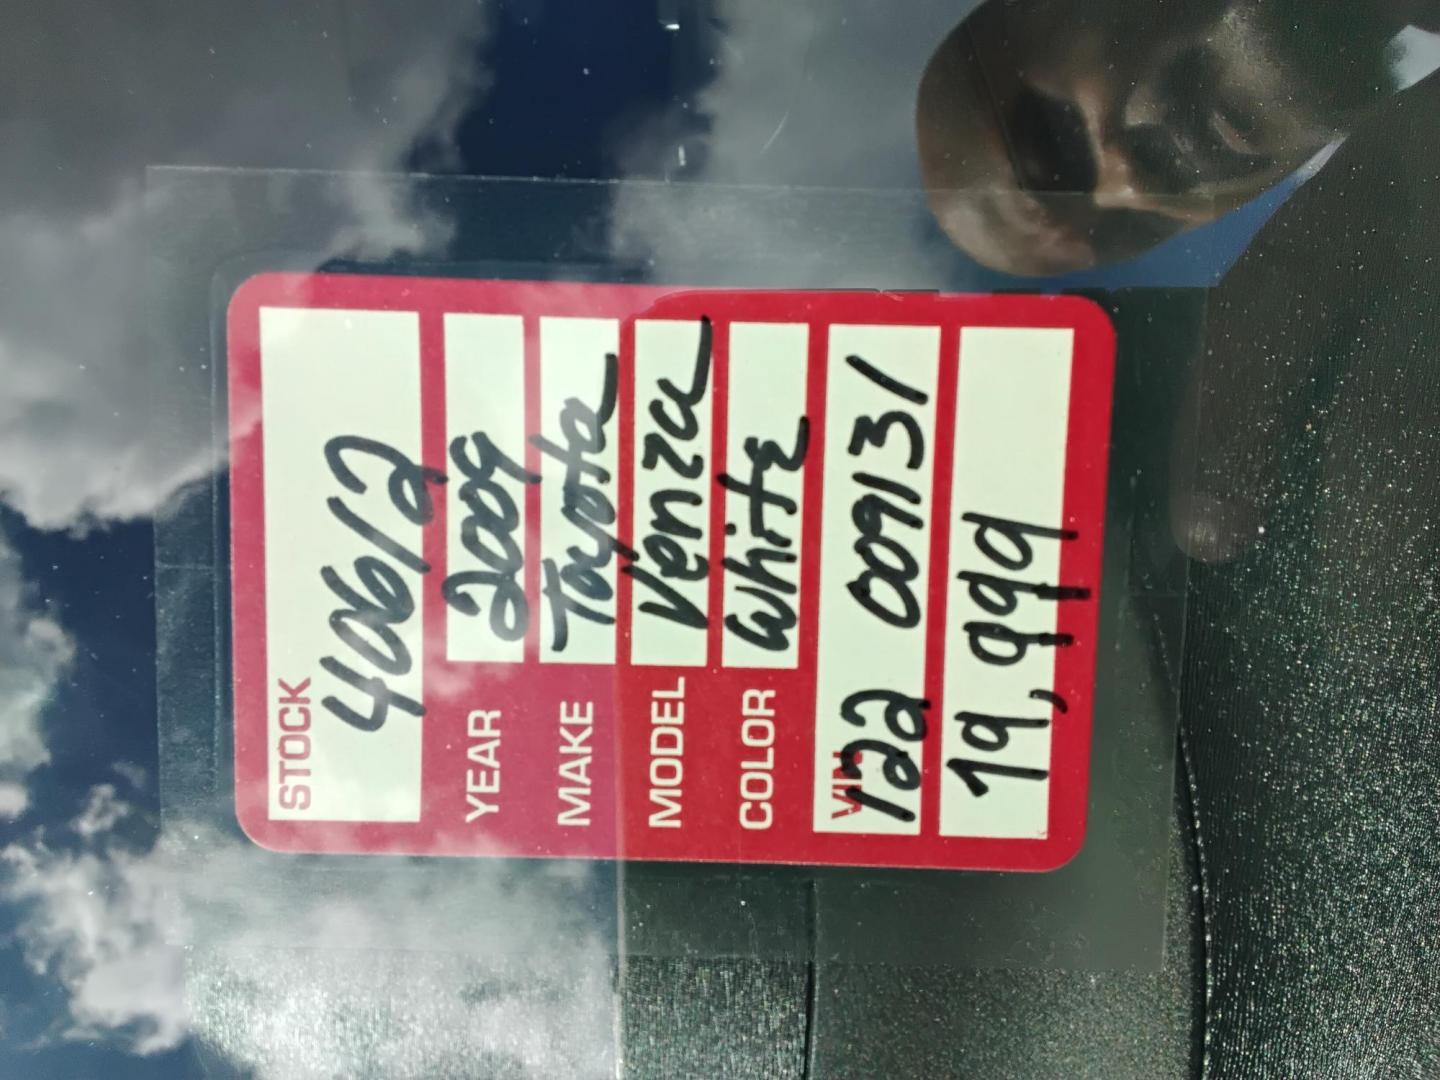 STOCK
40612
YEAR 2009
MAKE Toyota
MODEL Venza
COLOR White
VIN 122 009131
19,999